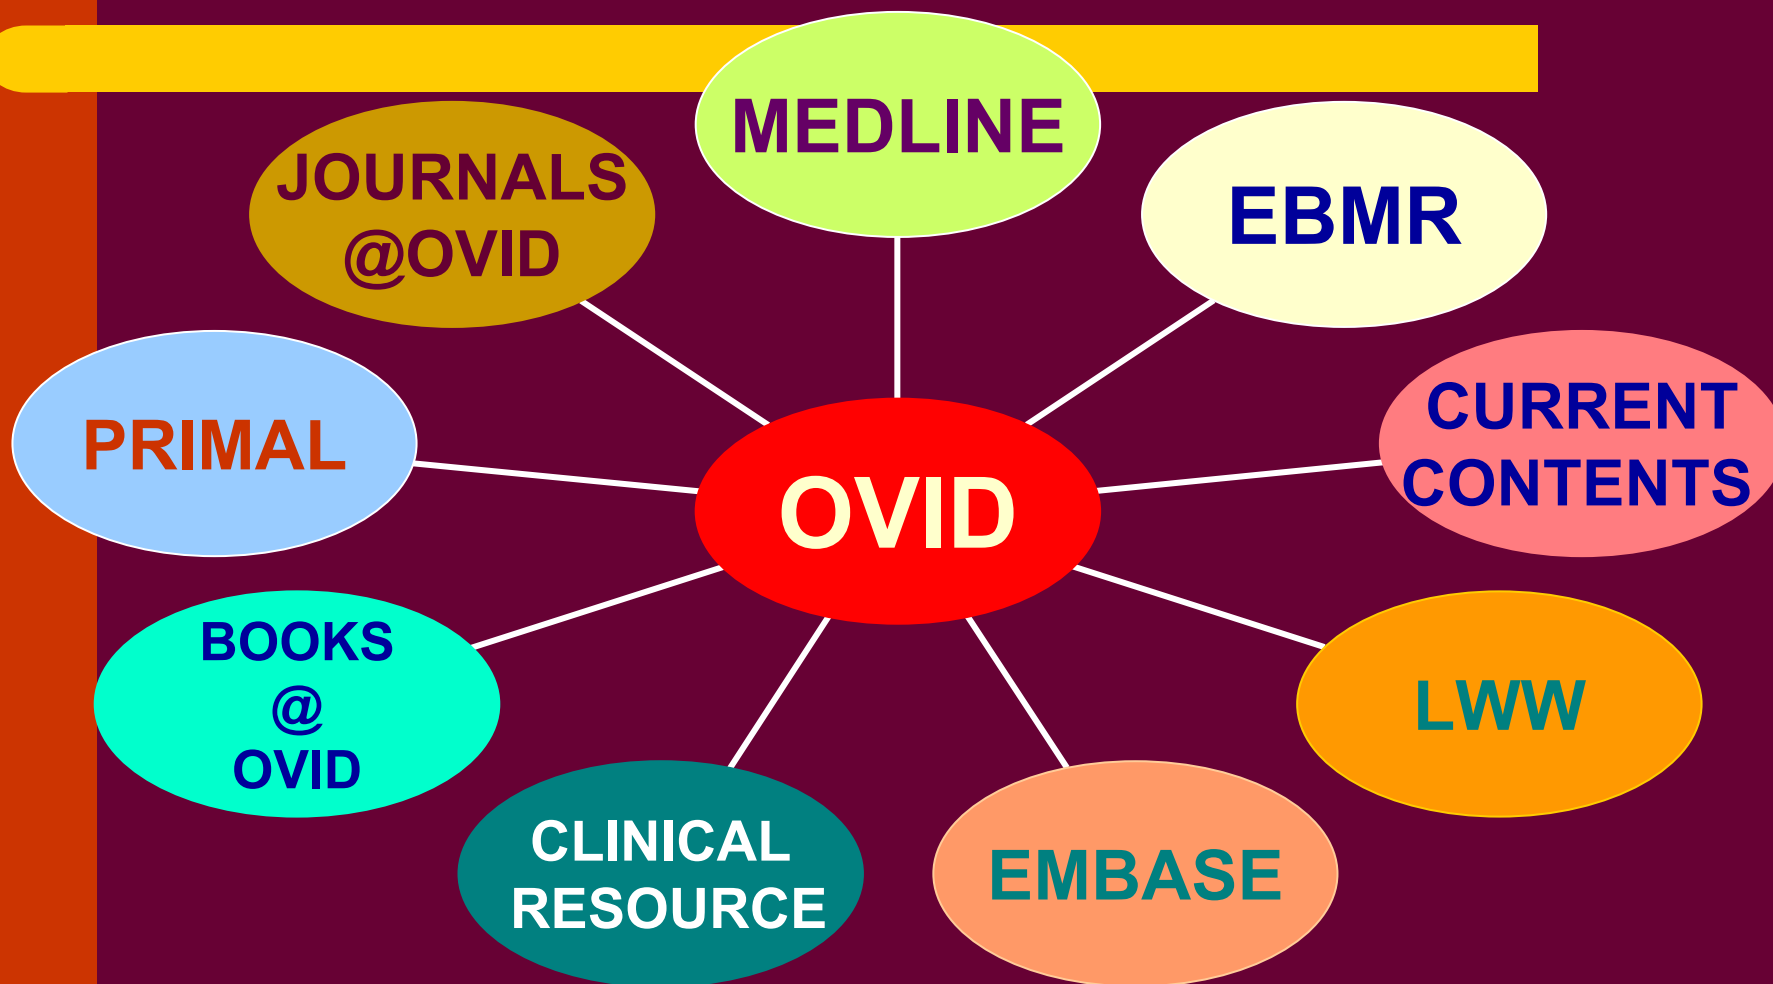 MEDLINE
JOURNALS
@OVID
EBMR
PRIMAL
CURRENT
CONTENTS
OVID
BOOKS
@
OVID
LWW
CLINICAL
RESOURCE
EMBASE